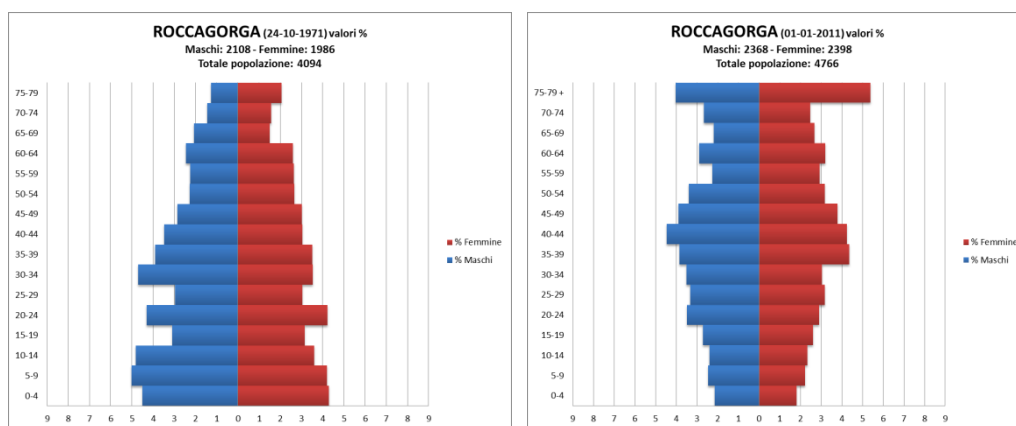 ROCCAGORGA (24-10-1971) valori %
Maschi: 2108 - Femmine: 1986
Totale popolazione: 4094
75-79
70-74
65-69
60-64
55-59
50-54
45-49
40-44
35-39
30-34
25-29
20-24
15-19
10-14
5-9
0-4
9 8 7 6 5 4 3 2 1 0 1 2 3 4 5 6 7 8 9
% Femmine
% Maschi
ROCCAGORGA (01-01-2011) valori %
Maschi: 2368 - Femmine: 2398
Totale popolazione: 4766
75-79 +
70-74
65-69
60-64
55-59
50-54
45-49
40-44
35-39
30-34
25-29
20-24
15-19
10-14
5-9
0-4
9 8 7 6 5 4 3 2 1 0 1 2 3 4 5 6 7 8 9
% Femmine
% Maschi